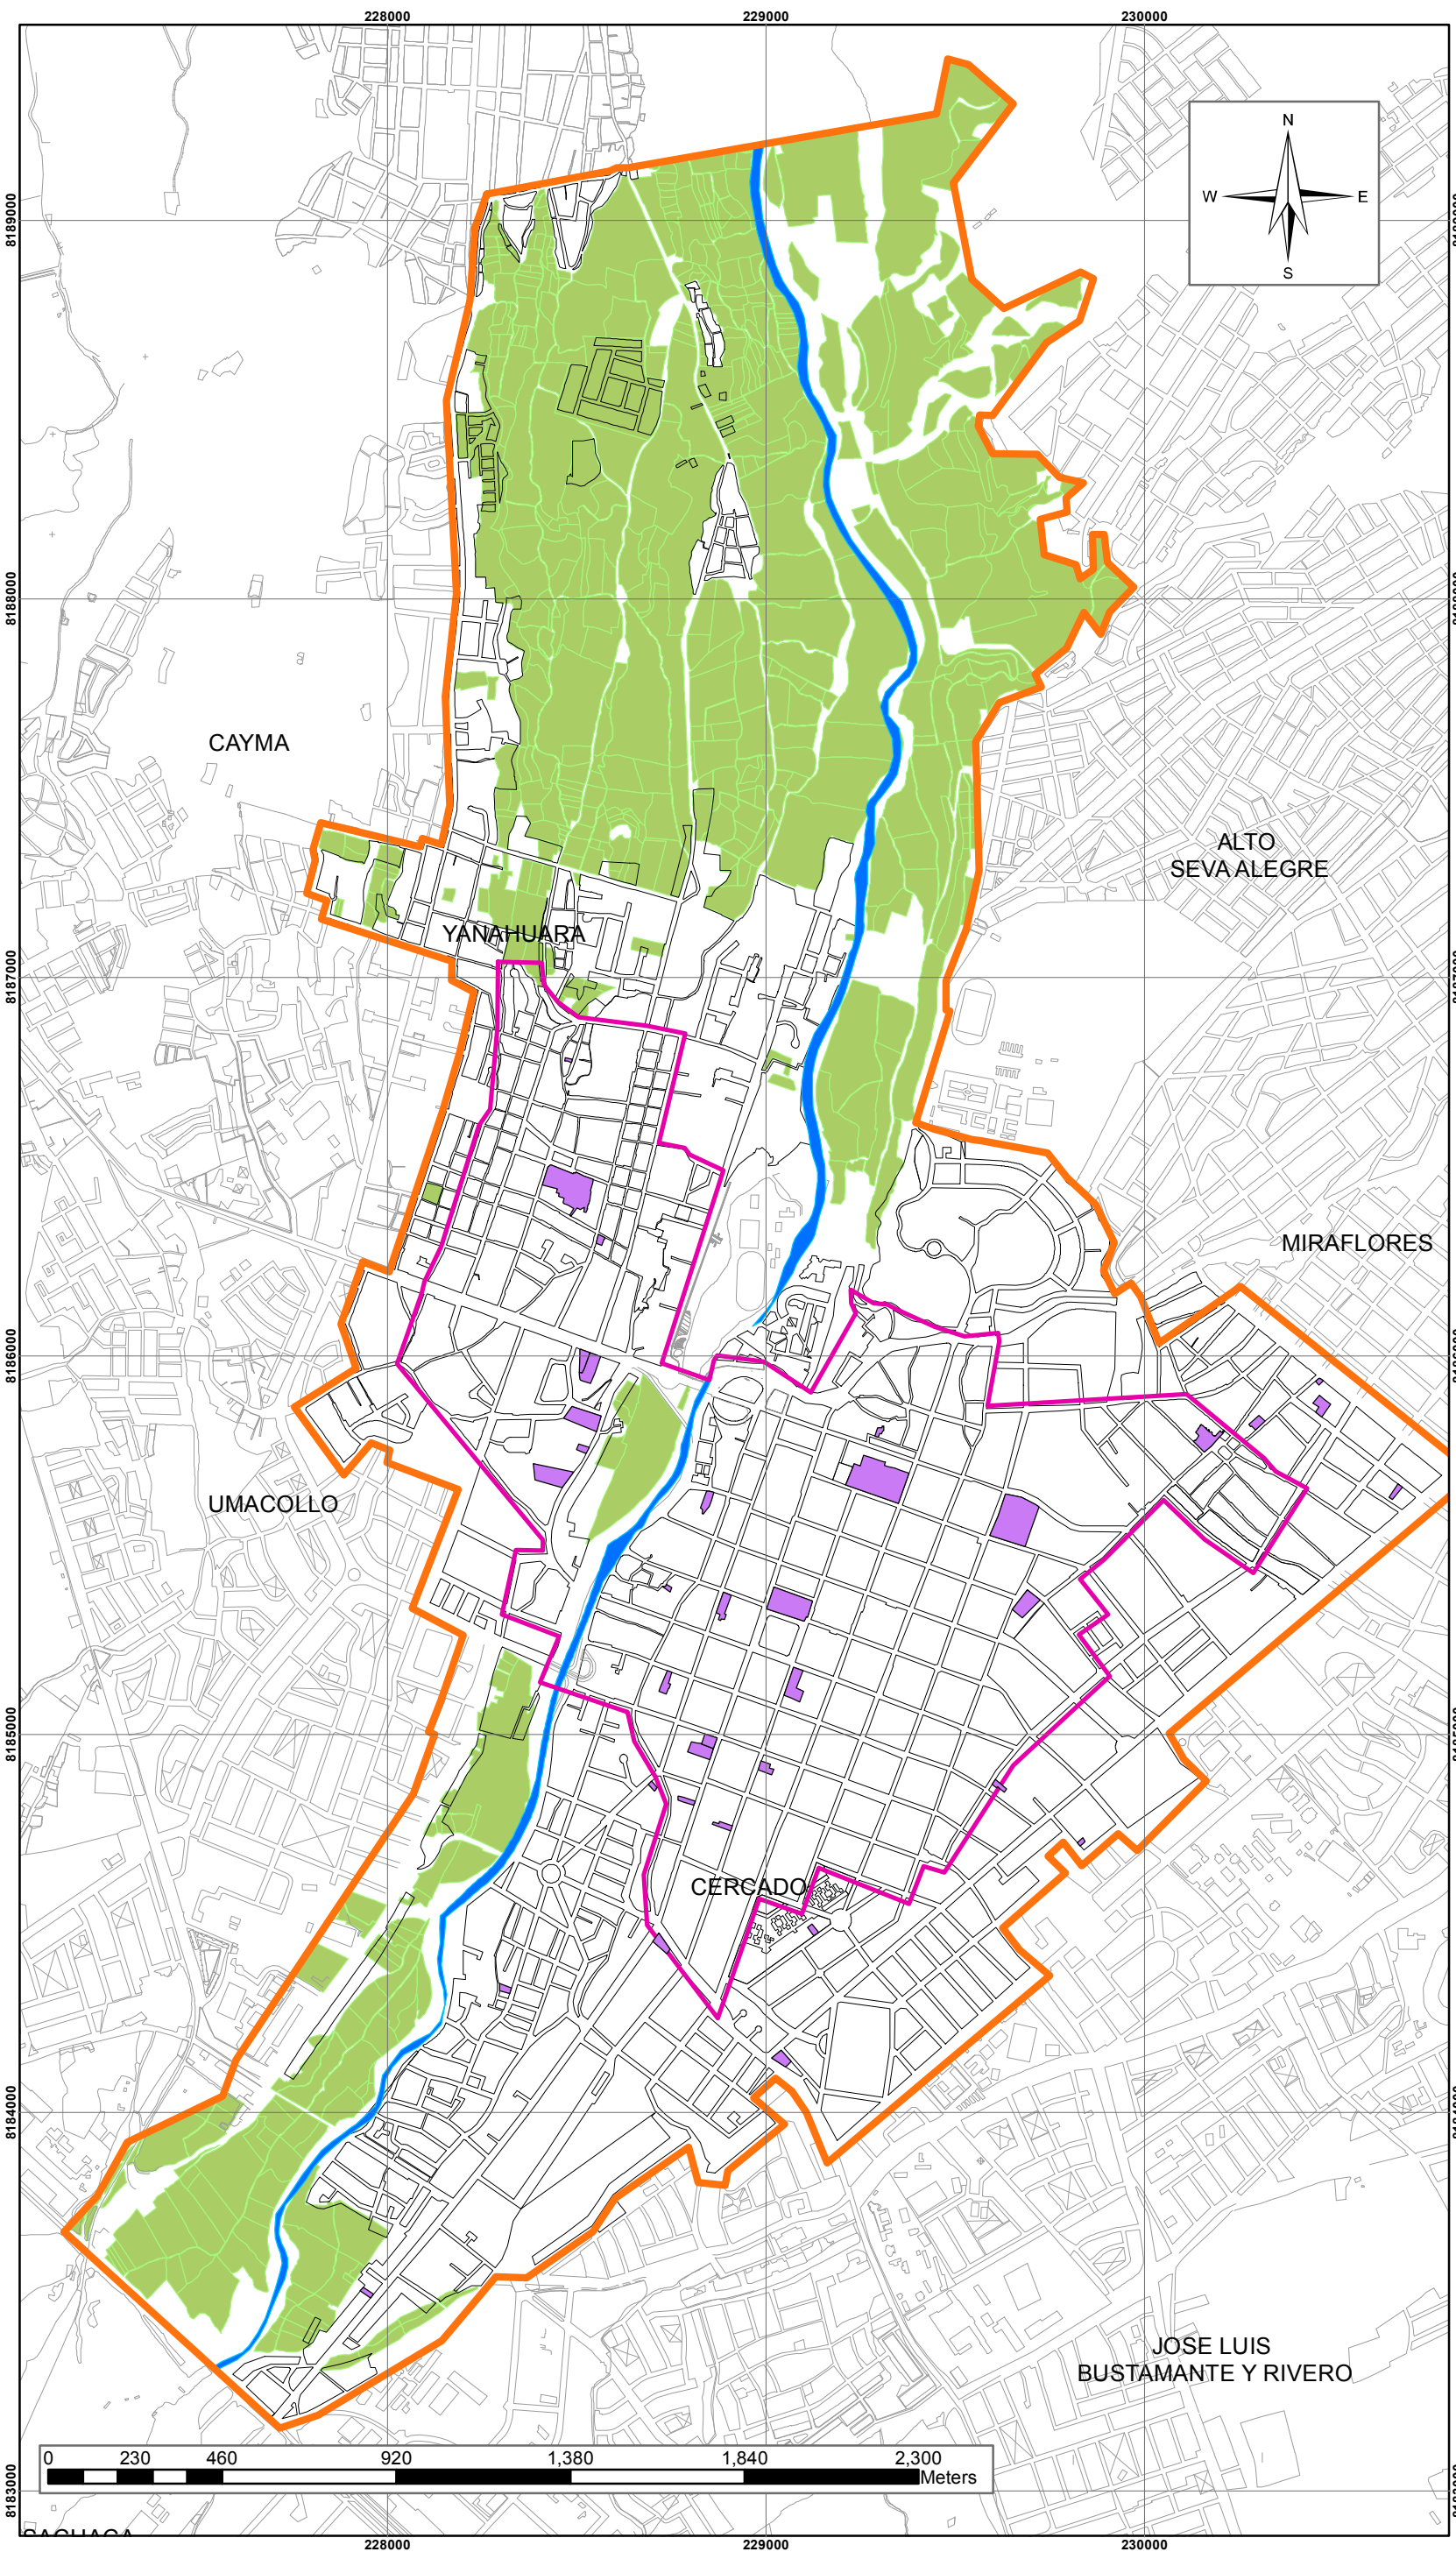 228000
229000
230000
N
W
E
S
8189000
8188000
CAYMA
ALTO
SEVA ALEGRE
YANAHUARA
8187000
MIRAFLORES
8186000
UMACOLLO
8185000
CERCADO
8184000
JOSE LUIS
BUSTAMANTE Y RIVERO
0
230
460
920
1,380
1,840
2,300
Meters
8183000
228000
229000
230000